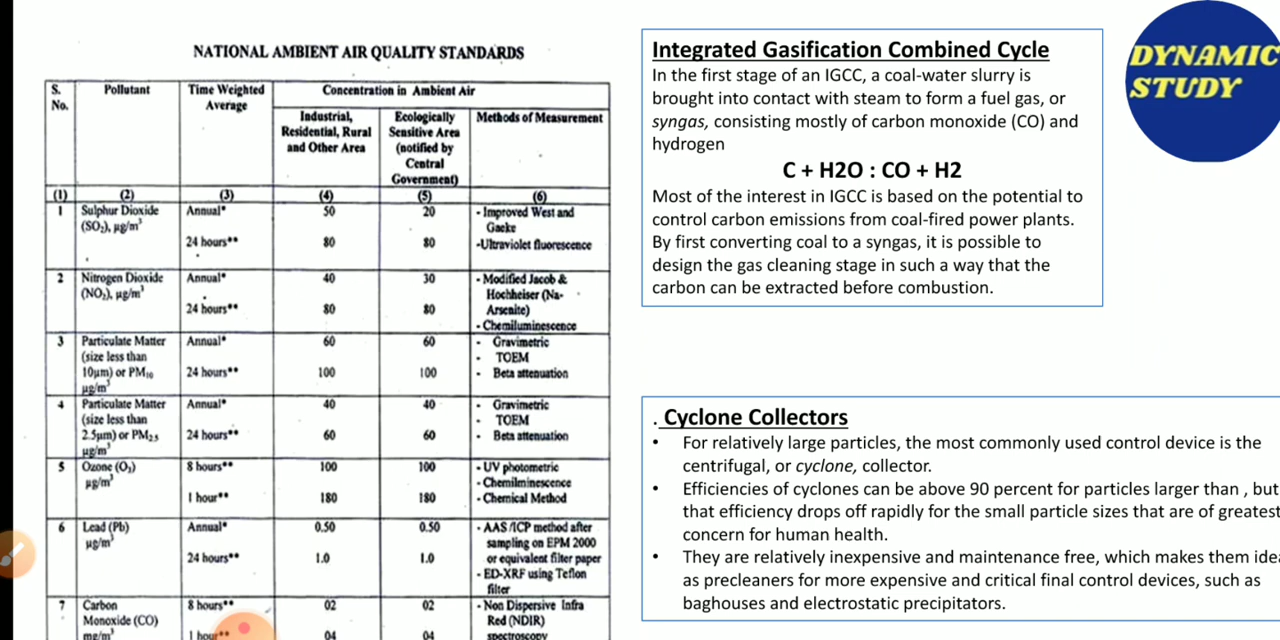 NATIONAL AMBIENT AIR QUALITY STANDARDS
S. No. Pollutant Time Weighted Average Concentration in Ambient Air
Industrial, Residential, Rural and Other Area Ecologically Sensitive Area (notified by Central Government) Methods of Measurement
(1) (2) (3) (4) (5) (6)
1 Sulphur Dioxide Annual* 50 20 - Improved West and
(SO₂), µg/m³ Gaeke
24 hours** 80 80 -Ultraviolet fluorescence
2 Nitrogen Dioxide Annual* 40 30 - Modified Jacob &
(NO₂), µg/m³ Hochheiser (Na-
24 hours** 80 80 Arsenite)
- Chemiluminescence
3 Particulate Matter Annual* 60 60 - Gravimetric
(size less than - TOEM
10µm) or PM₁₀ 24 hours** 100 100 - Beta attenuation
µg/m³
4 Particulate Matter Annual* 40 40 - Gravimetric
(size less than - TOEM
2.5µm) or PM₂.₅ 24 hours** 60 60 - Beta attenuation
µg/m³
5 Ozone (O₃) 8 hours** 100 100 - UV photometric
µg/m³ - Chemilminescence
1 hour** 180 180 - Chemical Method
6 Lead (Pb) Annual* 0.50 0.50 - AAS /ICP method after
µg/m³ sampling on EPM 2000
24 hours** 1.0 1.0 or equivalent filter paper
- ED-XRF using Teflon
filter
7 Carbon 8 hours** 02 02 - Non Dispersive Infra
Monoxide (CO) Red (NDIR)
mg/m³ 1 hour** 04 04 spectroscopy
Integrated Gasification Combined Cycle
In the first stage of an IGCC, a coal-water slurry is
brought into contact with steam to form a fuel gas, or
syngas, consisting mostly of carbon monoxide (CO) and
hydrogen
C + H2O : CO + H2
Most of the interest in IGCC is based on the potential to
control carbon emissions from coal-fired power plants.
By first converting coal to a syngas, it is possible to
design the gas cleaning stage in such a way that the
carbon can be extracted before combustion.
DYNAMIC
STUDY
. Cyclone Collectors
• For relatively large particles, the most commonly used control device is the
centrifugal, or cyclone, collector.
• Efficiencies of cyclones can be above 90 percent for particles larger than , but
that efficiency drops off rapidly for the small particle sizes that are of greatest
concern for human health.
• They are relatively inexpensive and maintenance free, which makes them idea
as precleaners for more expensive and critical final control devices, such as
baghouses and electrostatic precipitators.